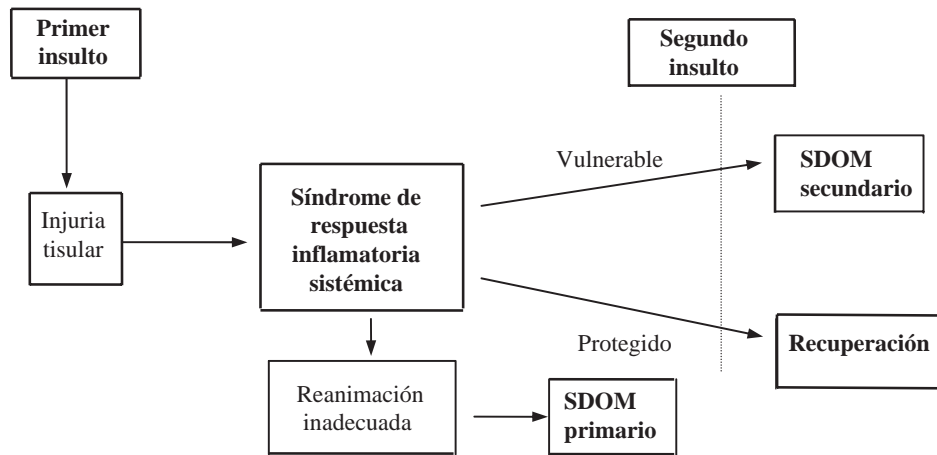 Primer
insulto
Segundo
insulto
Vulnerable
SDOM
secundario
Injuria
tisular
Síndrome de
respuesta
inflamatoria
sistémica
Protegido
Recuperación
Reanimación
inadecuada
SDOM
primario